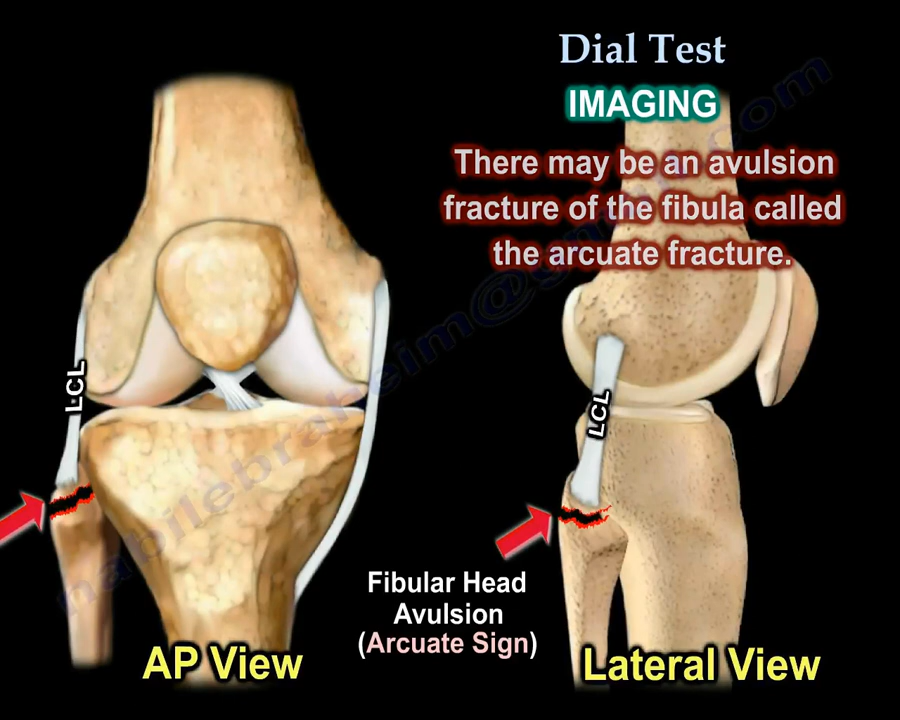 Dial Test
IMAGING
There may be an avulsion
fracture of the fibula called
the arcuate fracture.
LCL
LCL
Fibular Head
Avulsion
(Arcuate Sign)
AP View
Lateral View